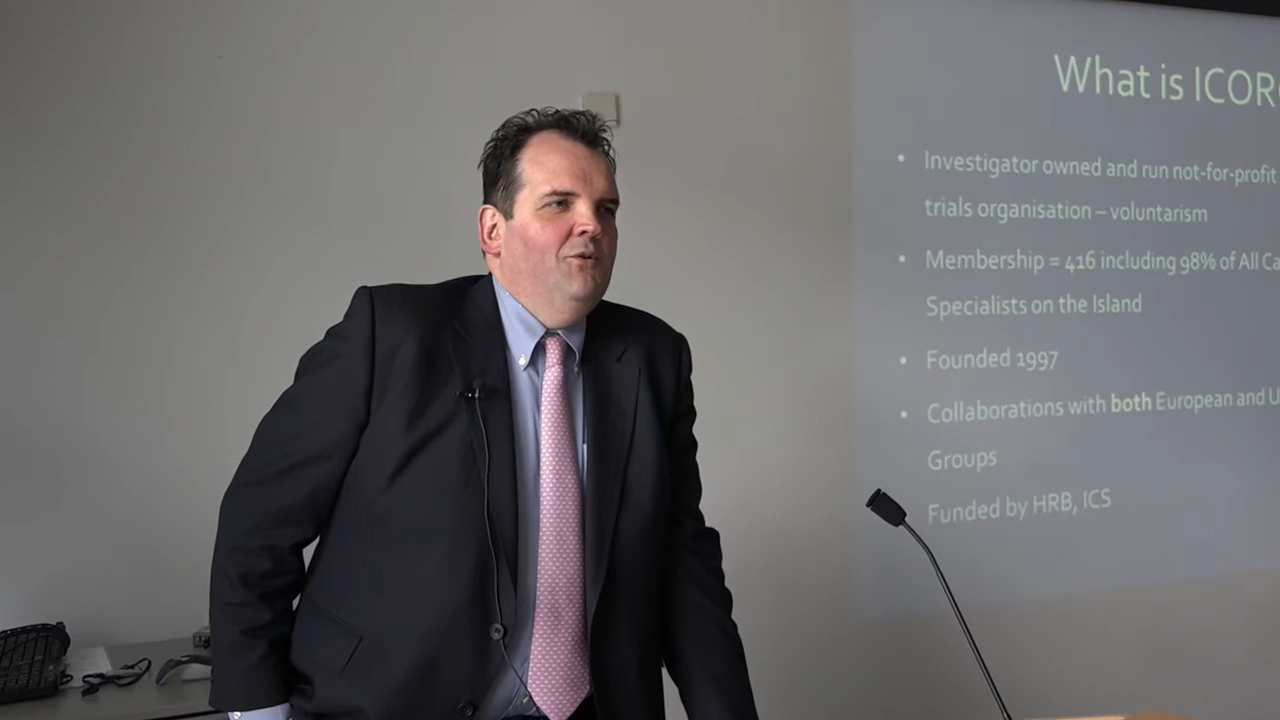 What is ICOR
• Investigator owned and run not-for-profit
trials organisation – voluntarism
• Membership = 416 including 98% of All Ca
Specialists on the Island
• Founded 1997
• Collaborations with both European and U
Groups
Funded by HRB, ICS